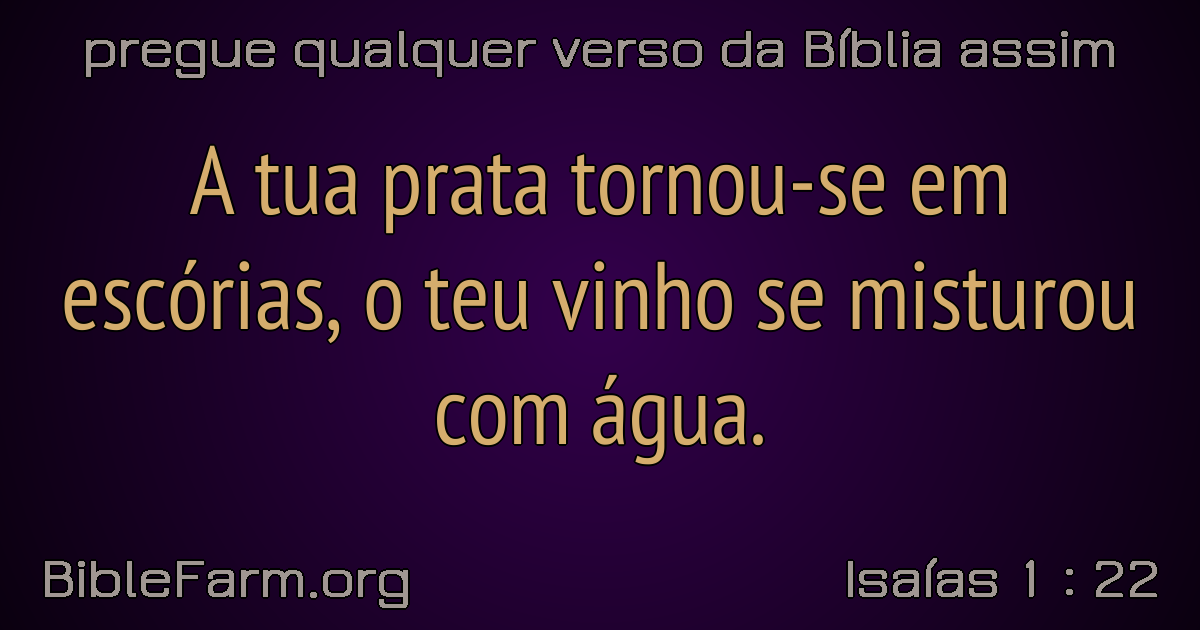 pregue qualquer verso da Bíblia assim
A tua prata tornou-se em
escórias, o teu vinho se misturou
com água.
BibleFarm.org
Isaías 1 : 22